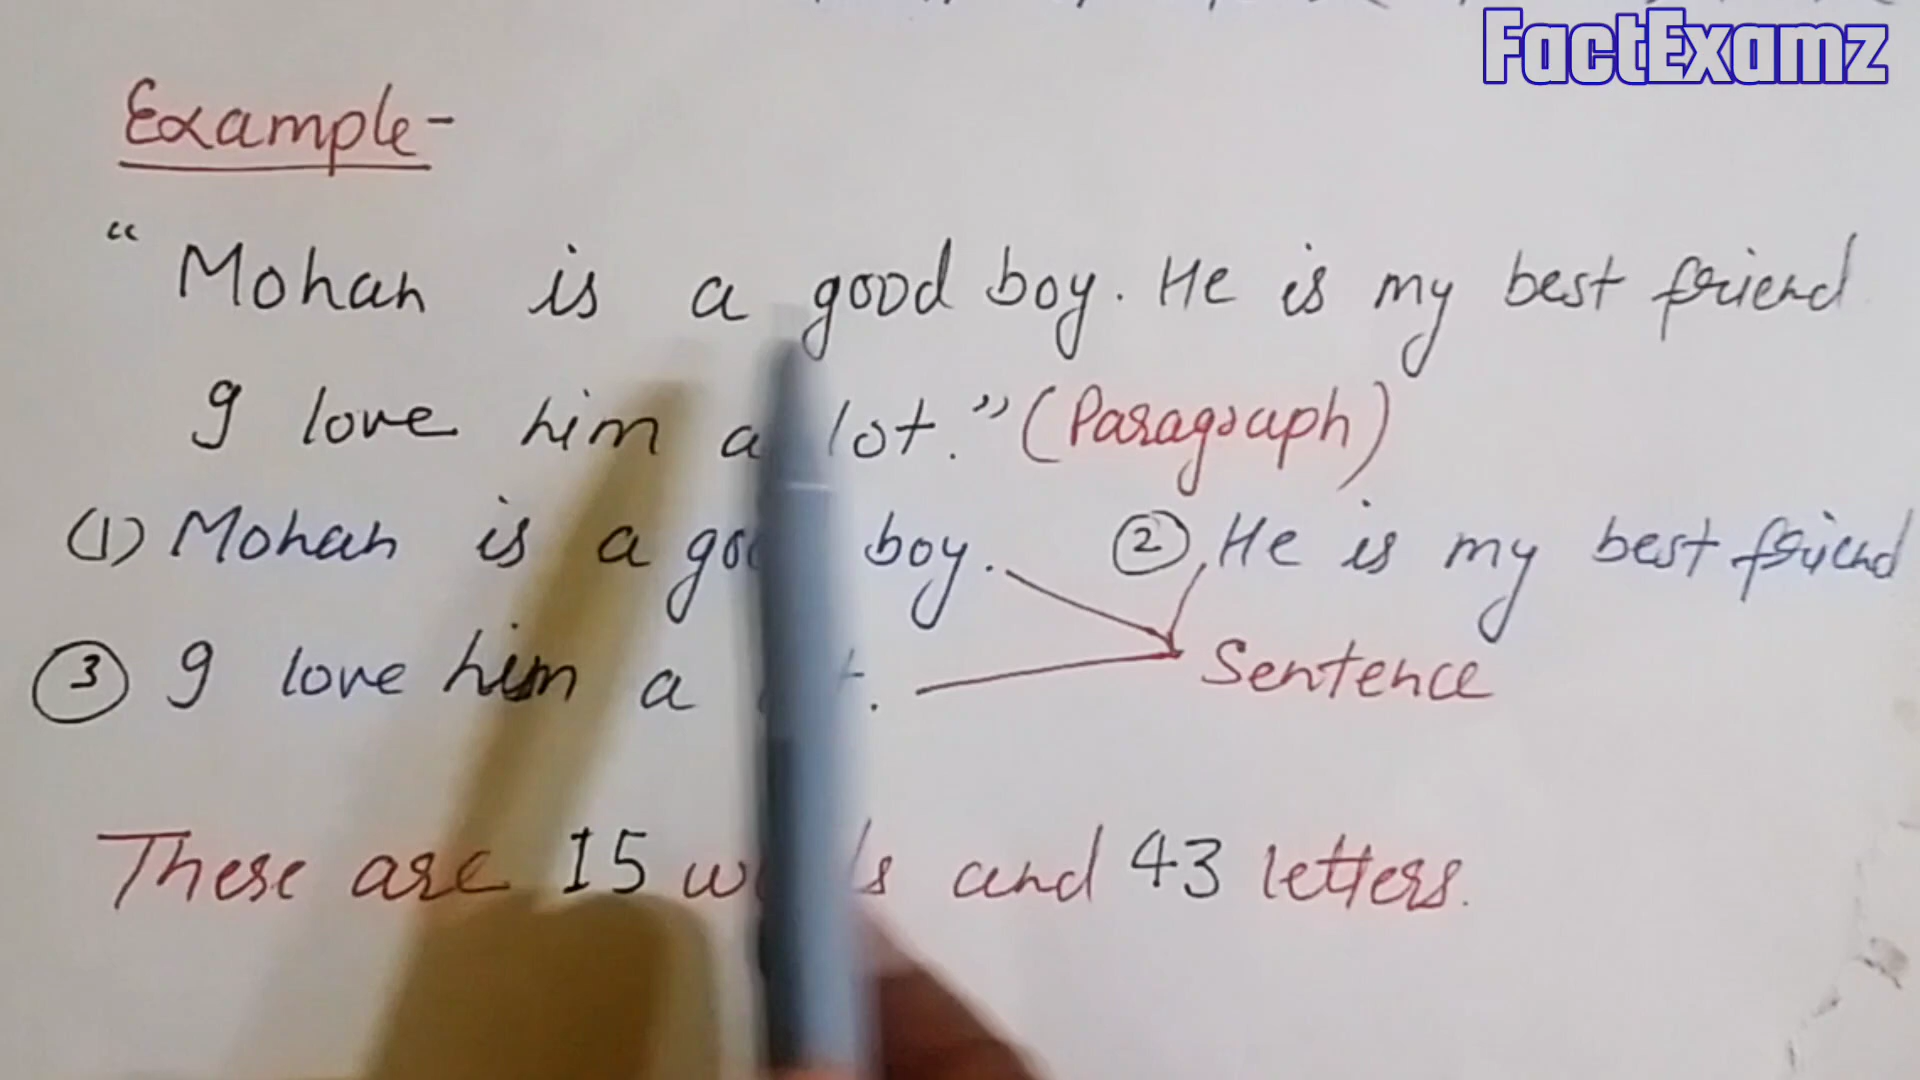 FactExamz
Example-
“ Mohan is a good boy. He is my best friend
I love him a lot.” (Paragraph)
(1) Mohan is a boy. (2) He is my best friend
(3) I love him a
Sentence
These are 15 and 43 letters.